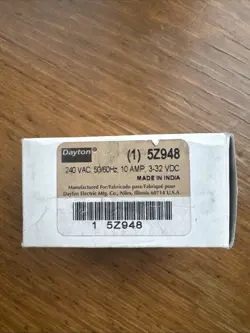 Dayton (1) 5Z948
240 VAC, 50/60Hz, 10 AMP, 3-32 VDC
MADE IN INDIA
Manufactured For/Fabricado para/Fabriqué pour
Dayton Electric Mfg. Co., Niles, Illinois 60714 U.S.A.
1 5Z948